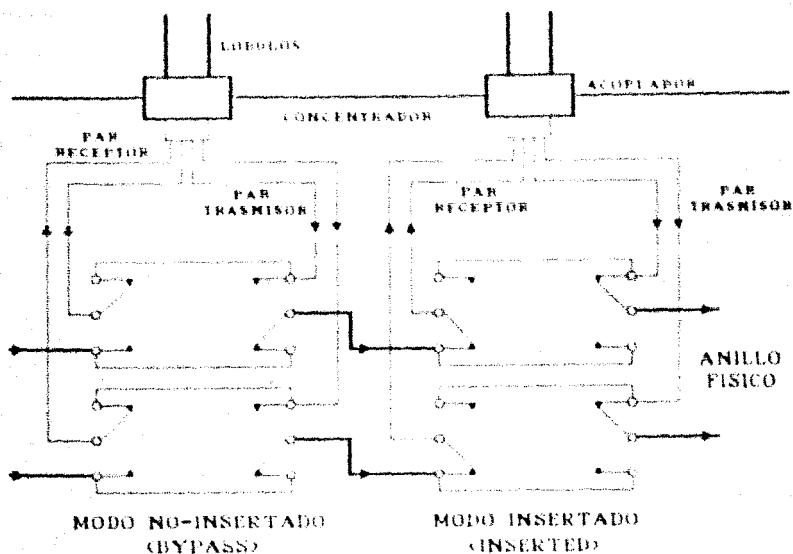 LOBULOS
ACOPLADOR
CONCENTRADOR
PAR
RECEPTOR
PAR
TRASMISOR
PAR
RECEPTOR
PAR
TRASMISOR
ANILLO
FISICO
MODO NO-INSERTADO
(BYPASS)
MODO INSERTADO
(INSERTED)